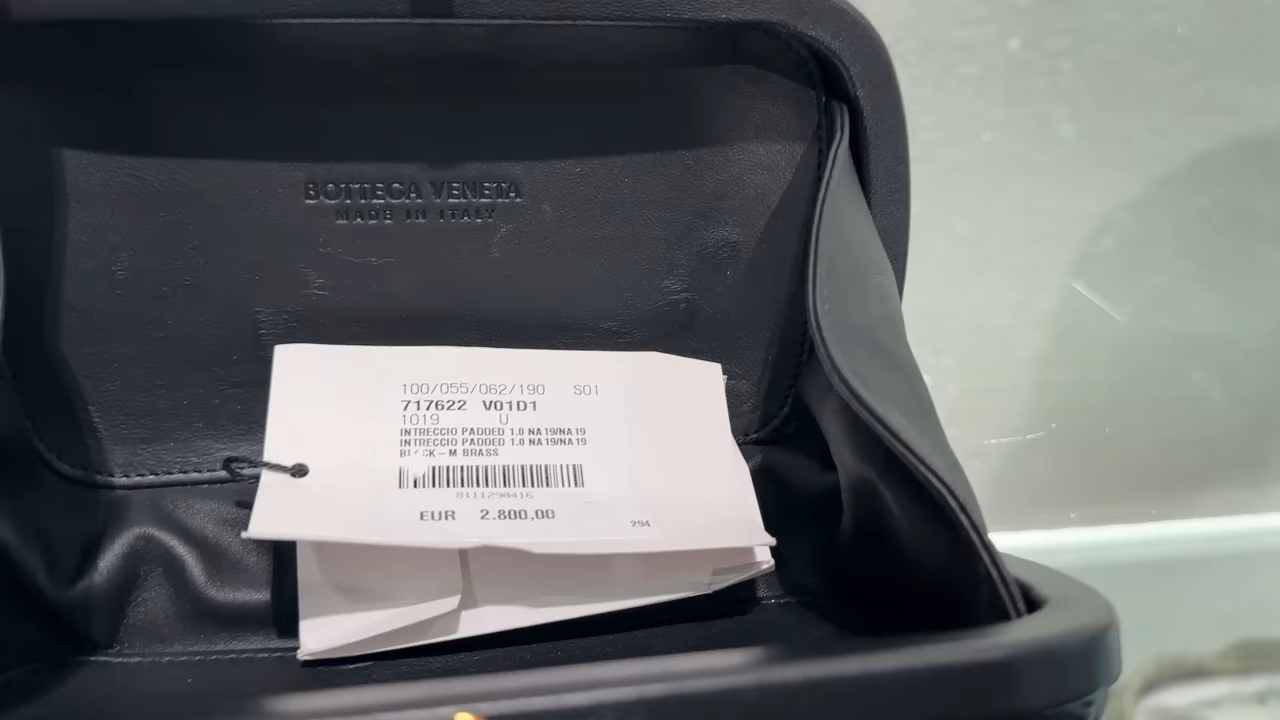 BOTTEGA VENETA
MADE IN ITALY
100/055/062/190 S01
717622 V01D1
1019 U
INTRECCIO PADDED 1.0 NA19/NA19
INTRECCIO PADDED 1.0 NA19/NA19
BLACK-M BRASS
8111290416
EUR 2.800,00
294